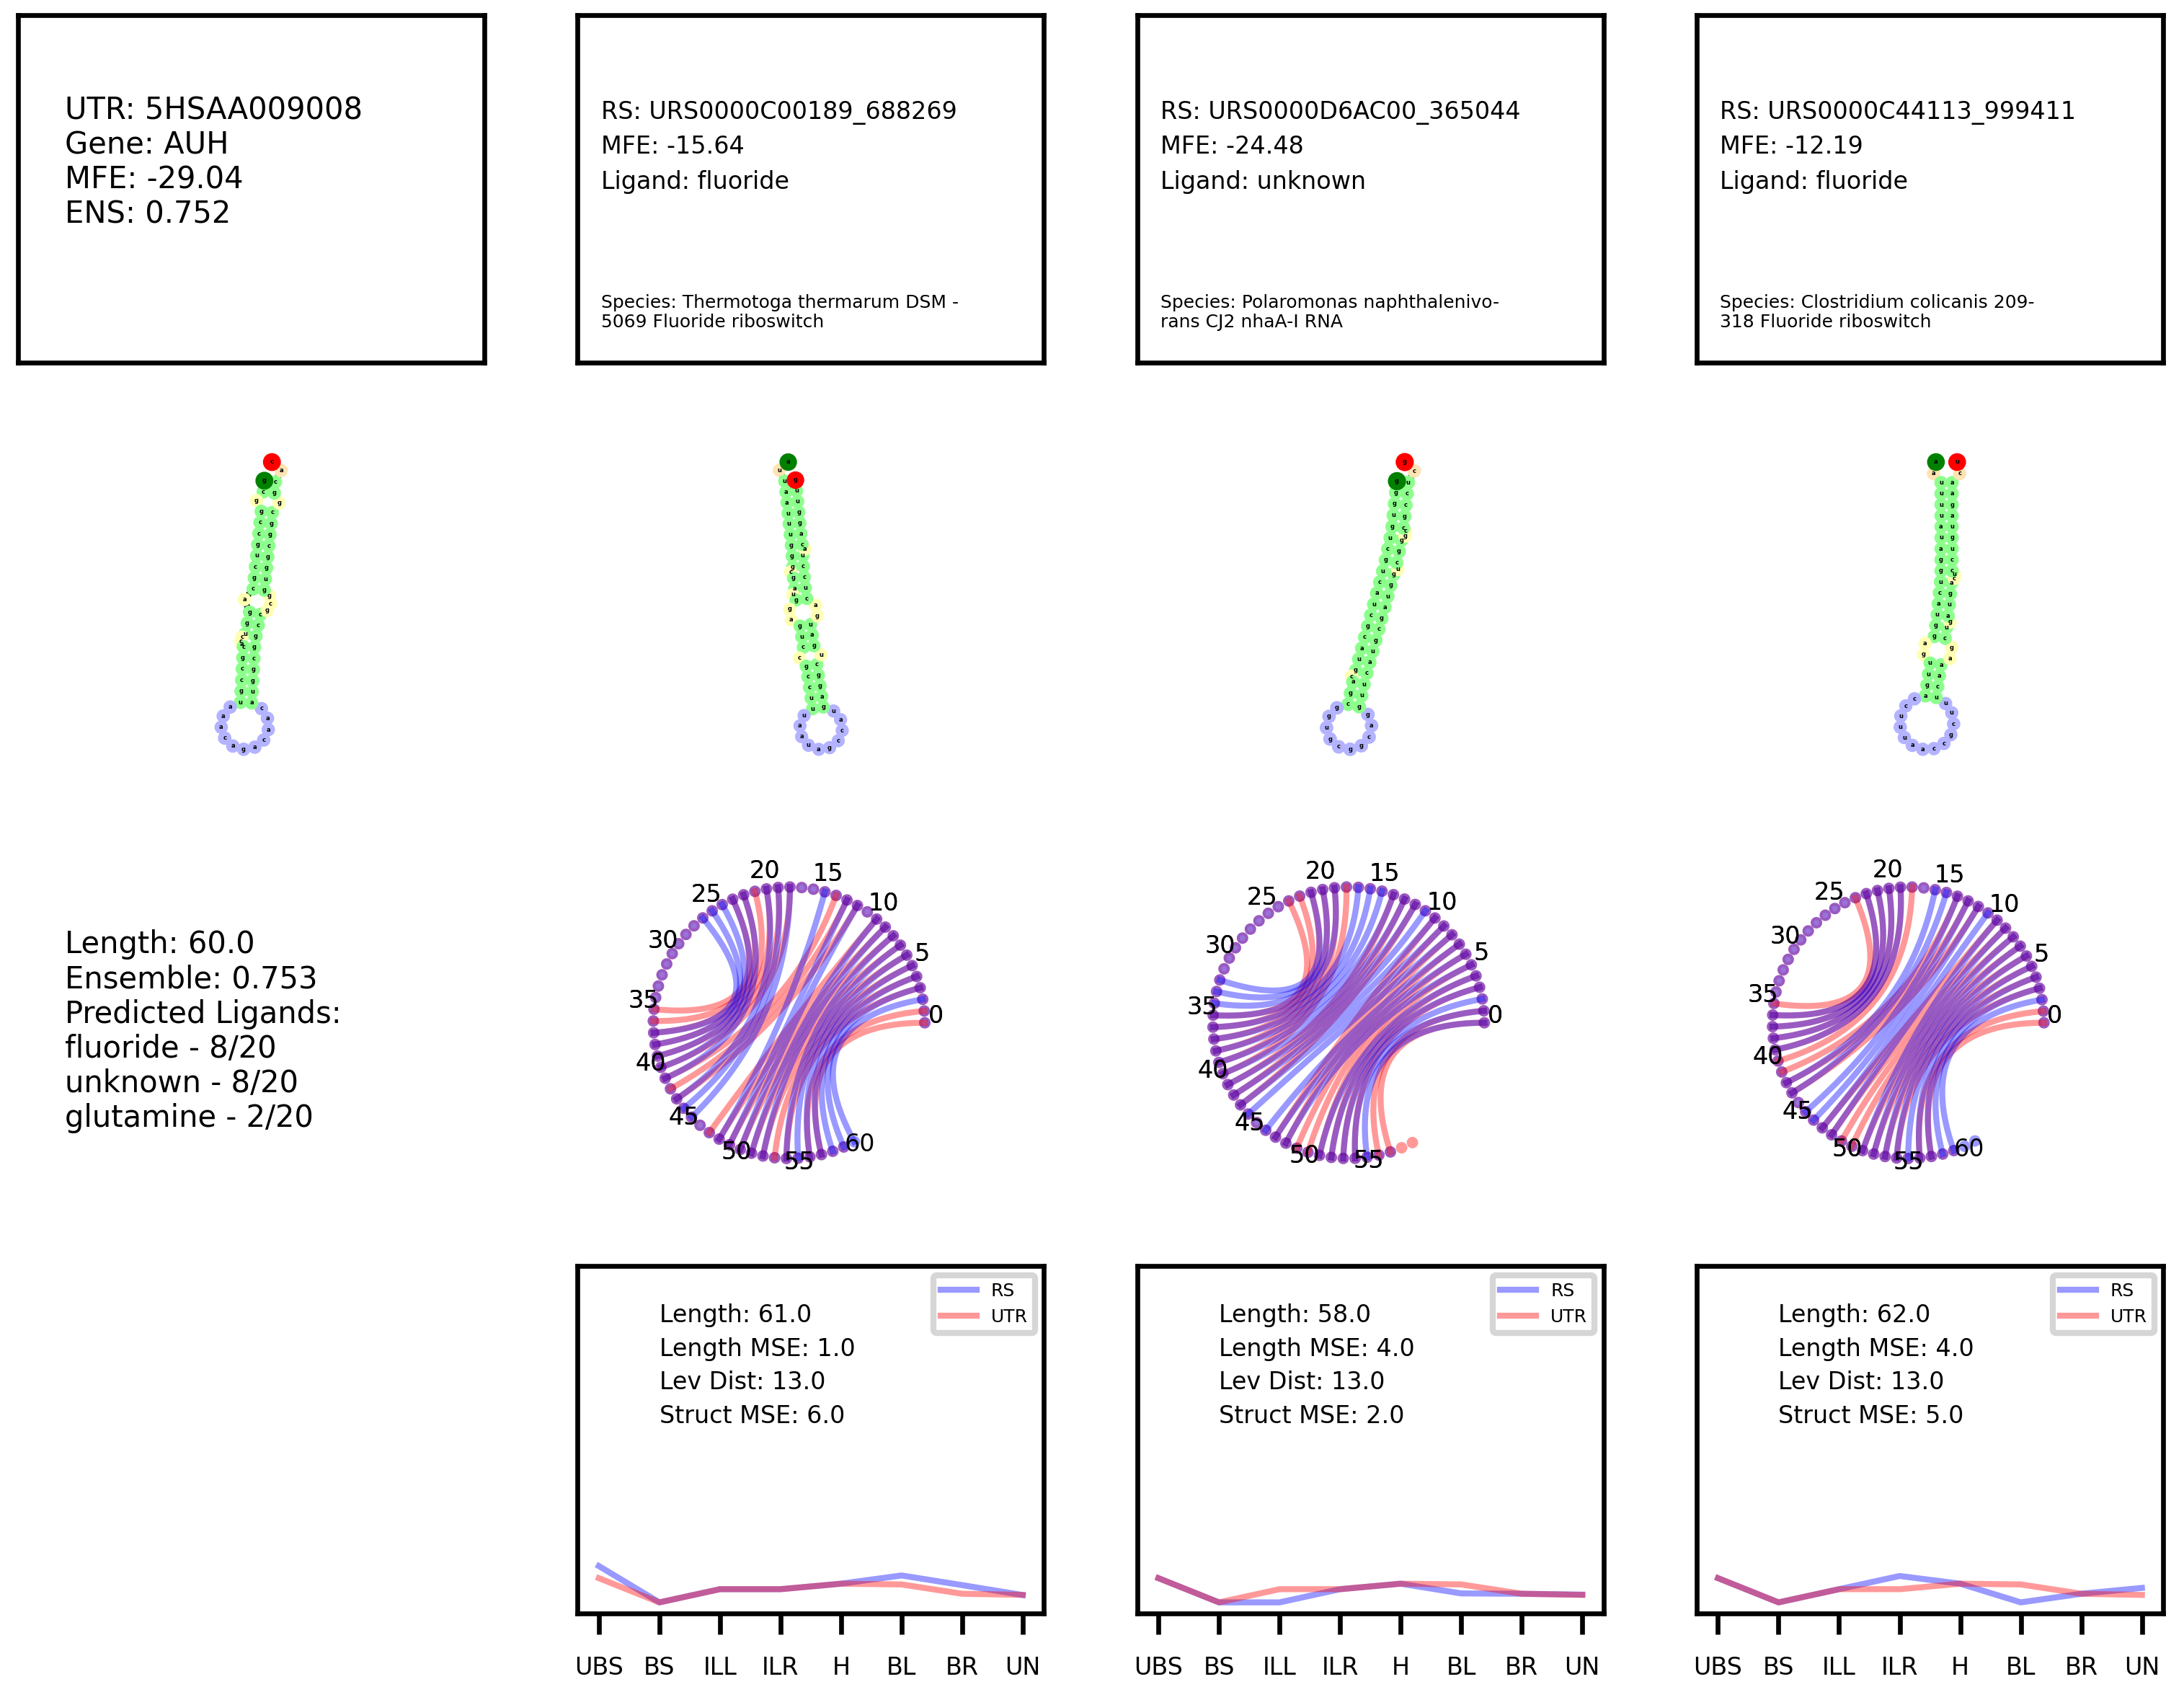 UTR: 5HSAA009008
Gene: AUH
MFE: -29.04
ENS: 0.752
RS: URS0000C00189_688269
MFE: -15.64
Ligand: fluoride
Species: Thermotoga thermarum DSM -
5069 Fluoride riboswitch
RS: URS0000D6AC00_365044
MFE: -24.48
Ligand: unknown
Species: Polaromonas naphthalenivo-
rans CJ2 nhaA-I RNA
RS: URS0000C44113_999411
MFE: -12.19
Ligand: fluoride
Species: Clostridium colicanis 209-
318 Fluoride riboswitch
Length: 60.0
Ensemble: 0.753
Predicted Ligands:
fluoride - 8/20
unknown - 8/20
glutamine - 2/20
0
5
10
15
20
25
30
35
40
45
50
55
60
0
5
10
15
20
25
30
35
40
45
50
55
0
5
10
15
20
25
30
35
40
45
50
55
60
RS
UTR
Length: 61.0
Length MSE: 1.0
Lev Dist: 13.0
Struct MSE: 6.0
UBS BS ILL ILR H BL BR UN
RS
UTR
Length: 58.0
Length MSE: 4.0
Lev Dist: 13.0
Struct MSE: 2.0
UBS BS ILL ILR H BL BR UN
RS
UTR
Length: 62.0
Length MSE: 4.0
Lev Dist: 13.0
Struct MSE: 5.0
UBS BS ILL ILR H BL BR UN